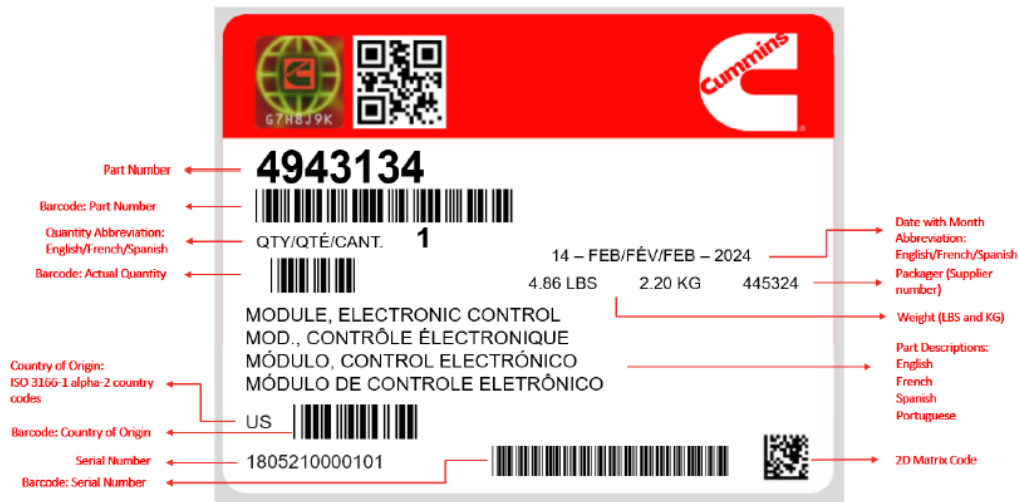 Cummins
G7H8J9K
Part Number
4943134
Barcode: Part Number
Quantity Abbreviation:
English/French/Spanish
QTY/QTÉ/CANT. 1
Barcode: Actual Quantity
14 – FEB/FÉV/FEB – 2024
Date with Month
Abbreviation:
English/French/Spanish
4.86 LBS 2.20 KG 445324
Packager (Supplier
number)
Weight (LBS and KG)
MODULE, ELECTRONIC CONTROL
MOD., CONTRÔLE ÉLECTRONIQUE
MÓDULO, CONTROL ELECTRÓNICO
MÓDULO DE CONTROLE ELETRÔNICO
Part Descriptions:
English
French
Spanish
Portuguese
Country of Origin:
ISO 3166-1 alpha-2 country
codes
US
Barcode: Country of Origin
Serial Number
1805210000101
Barcode: Serial Number
2D Matrix Code